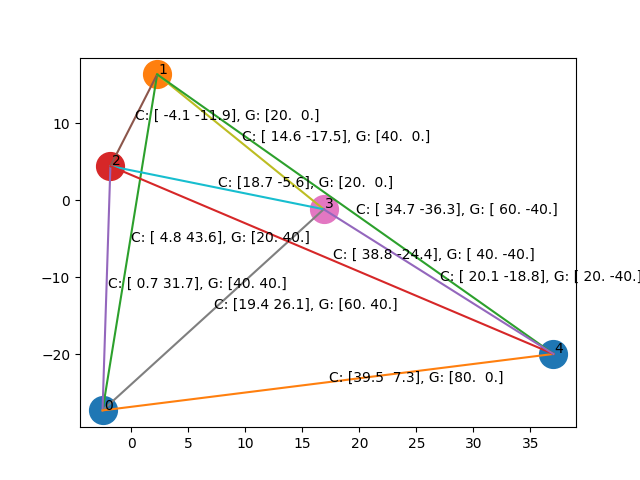 1
C: [ -4.1 -11.9], G: [20.  0.]
10
C: [ 14.6 -17.5], G: [40.  0.]
2
C: [18.7 -5.6], G: [20.  0.]
0
3
C: [ 34.7 -36.3], G: [ 60. -40.]
C: [ 4.8 43.6], G: [20. 40.]
C: [ 38.8 -24.4], G: [ 40. -40.]
−10
C: [ 20.1 -18.8], G: [ 20. -40.]
C: [ 0.7 31.7], G: [40. 40.]
C: [19.4 26.1], G: [60. 40.]
−20
4
C: [39.5  7.3], G: [80.  0.]
0
0 5 10 15 20 25 30 35